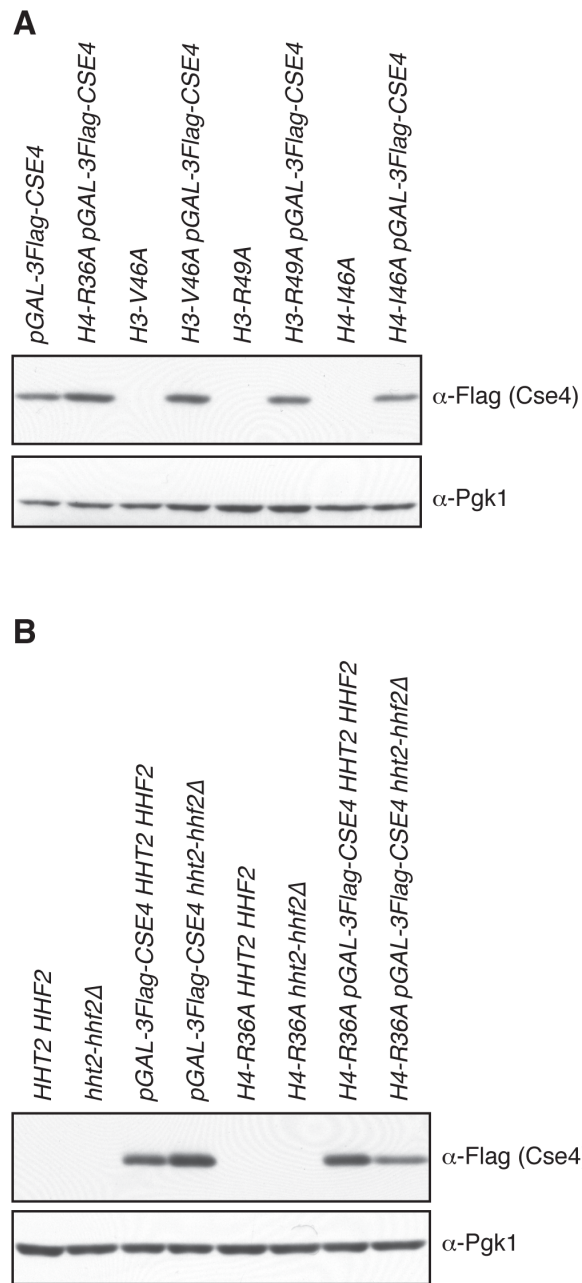 A
pGAL-3Flag-CSE4
H4-R36A pGAL-3Flag-CSE4
H3-V46A
H3-V46A pGAL-3Flag-CSE4
H3-R49A
H3-R49A pGAL-3Flag-CSE4
H4-I46A
H4-I46A pGAL-3Flag-CSE4
α-Flag (Cse4)
α-Pgk1
B
HHT2 HHF2
hht2-hhf2Δ
pGAL-3Flag-CSE4 HHT2 HHF2
pGAL-3Flag-CSE4 hht2-hhf2Δ
H4-R36A HHT2 HHF2
H4-R36A hht2-hhf2Δ
H4-R36A pGAL-3Flag-CSE4 HHT2 HHF2
H4-R36A pGAL-3Flag-CSE4 hht2-hhf2Δ
α-Flag (Cse4
α-Pgk1